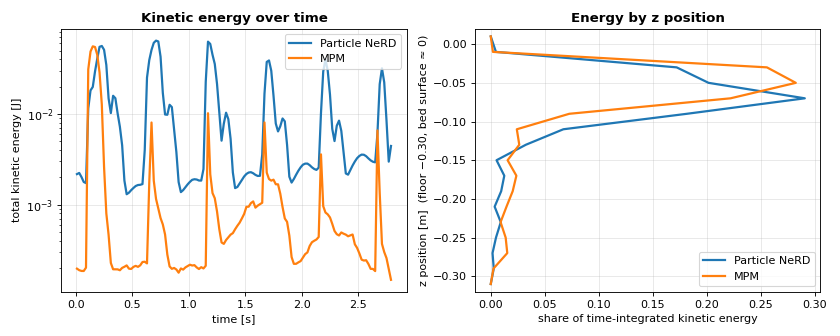 Kinetic energy over time
total kinetic energy [J]
10⁻²
10⁻³
Particle NeRD
MPM
0.0 0.5 1.0 1.5 2.0 2.5
time [s]
Energy by z position
z position [m] (floor −0.30, bed surface ≈ 0)
0.00
−0.05
−0.10
−0.15
−0.20
−0.25
−0.30
Particle NeRD
MPM
0.00 0.05 0.10 0.15 0.20 0.25 0.30
share of time-integrated kinetic energy